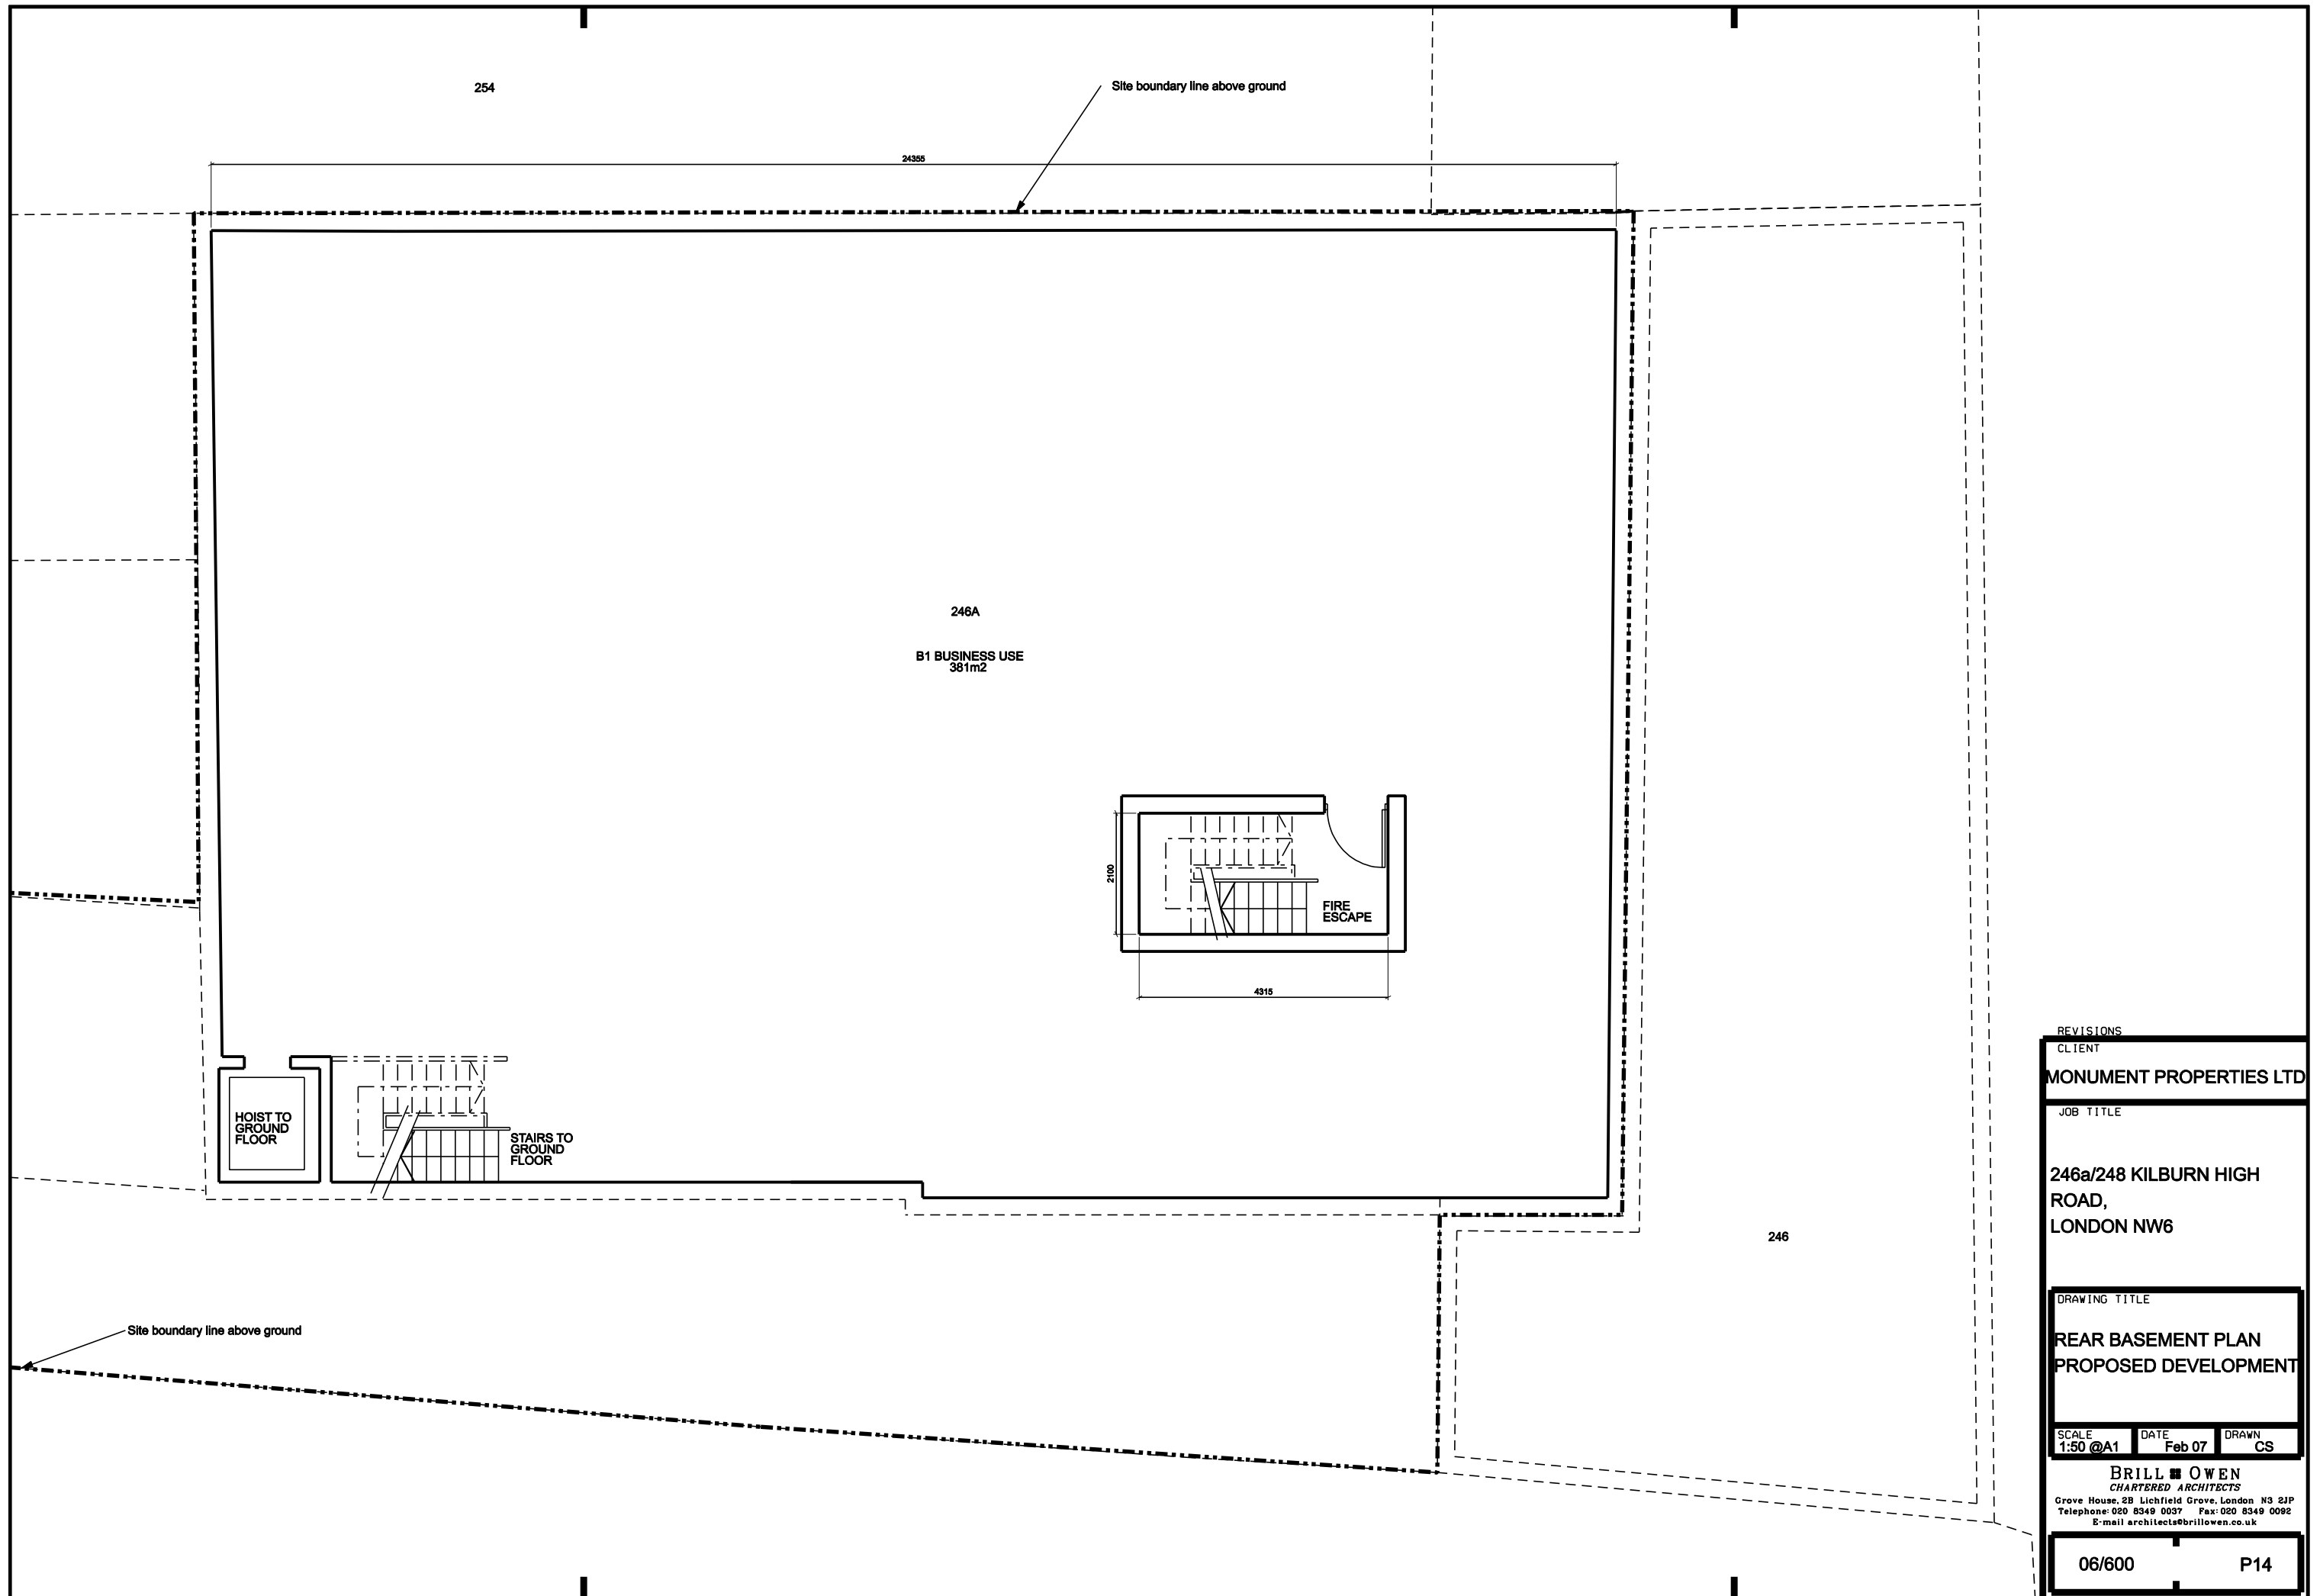 254
Site boundary line above ground
24355
246A
B1 BUSINESS USE
381m2
2100
FIRE
ESCAPE
4315
HOIST TO
GROUND
FLOOR
STAIRS TO
GROUND
FLOOR
246
Site boundary line above ground
REVISIONS
CLIENT
MONUMENT PROPERTIES LTD
JOB TITLE
246a/248 KILBURN HIGH
ROAD,
LONDON NW6
DRAWING TITLE
REAR BASEMENT PLAN
PROPOSED DEVELOPMENT
SCALE DATE DRAWN
1:50 @A1 Feb 07 CS
BRILL OWEN
CHARTERED ARCHITECTS
Grove House, 2B Lichfield Grove, London N3 2JP
Telephone: 020 8349 0037 Fax: 020 8349 0092
E-mail architects@brillowen.co.uk
06/600 P14